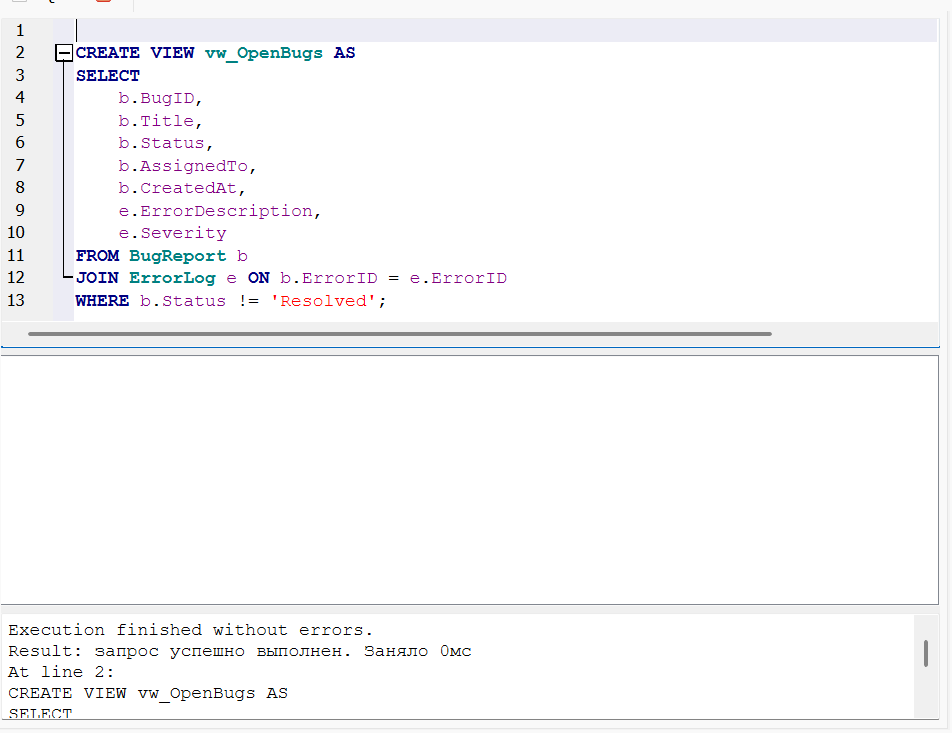 1
2 CREATE VIEW vw_OpenBugs AS
3 SELECT
4 b.BugID,
5 b.Title,
6 b.Status,
7 b.AssignedTo,
8 b.CreatedAt,
9 e.ErrorDescription,
10 e.Severity
11 FROM BugReport b
12 JOIN ErrorLog e ON b.ErrorID = e.ErrorID
13 WHERE b.Status != 'Resolved';
Execution finished without errors.
Result: запрос успешно выполнен. Заняло 0мс
At line 2:
CREATE VIEW vw_OpenBugs AS
SELECT